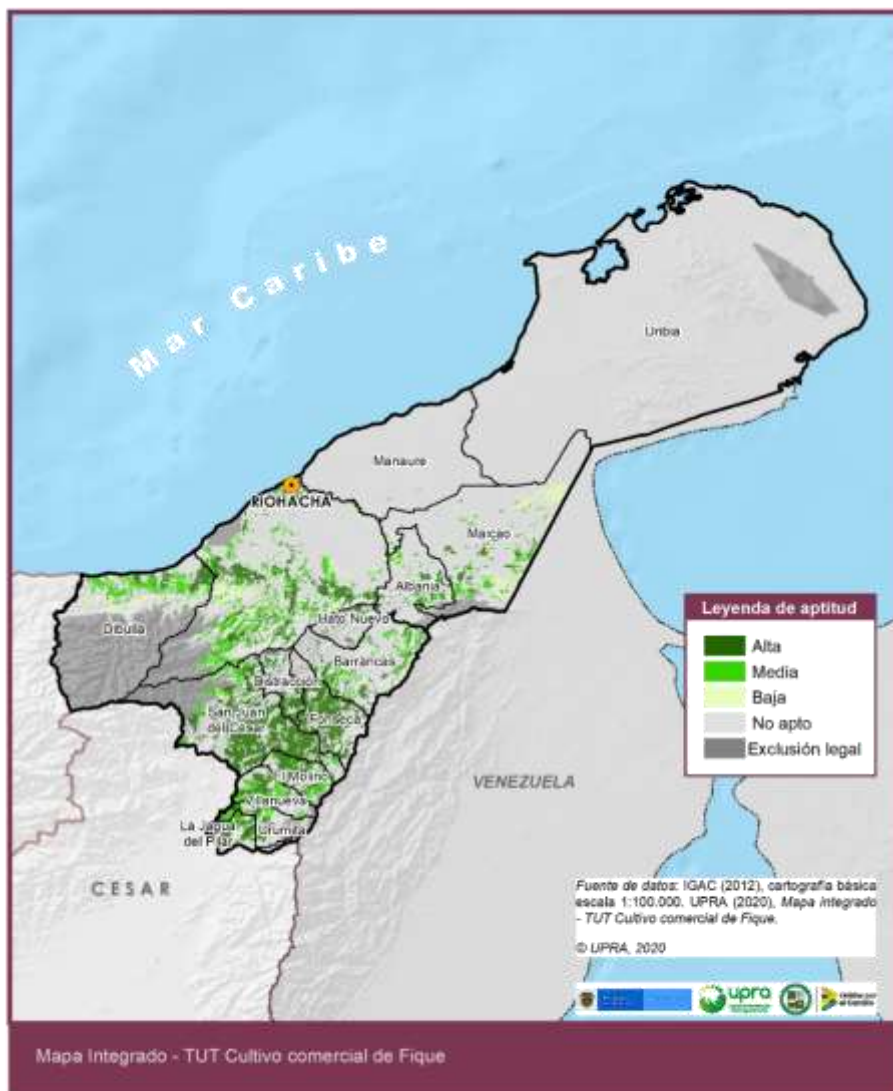 Mar Caribe
Uribia
Manaure
RIOHACHA
Maicao
Albania
Dibulla
Hato Nuevo
Barrancas
Distracción
San Juan
del Cesar
Fonseca
El Molino
Villanueva
La Jagua
del Pilar
Urumita
VENEZUELA
CESAR
Leyenda de aptitud
Alta
Media
Baja
No apto
Exclusión legal
Fuente de datos: IGAC (2012), cartografía básica
escala 1:100.000. UPRA (2020), Mapa integrado
- TUT Cultivo comercial de Fique.
© UPRA, 2020
upra
Mapa Integrado - TUT Cultivo comercial de Fique